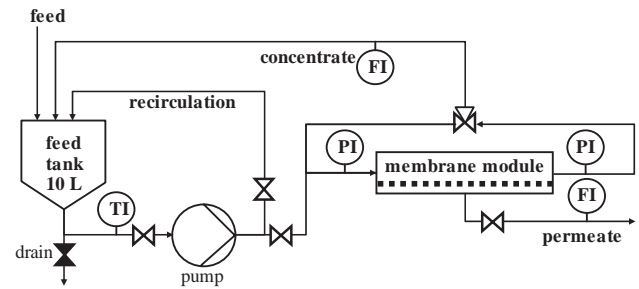 feed
concentrate
FI
recirculation
feed
tank
10 L
PI
PI
membrane module
TI
FI
drain
pump
permeate